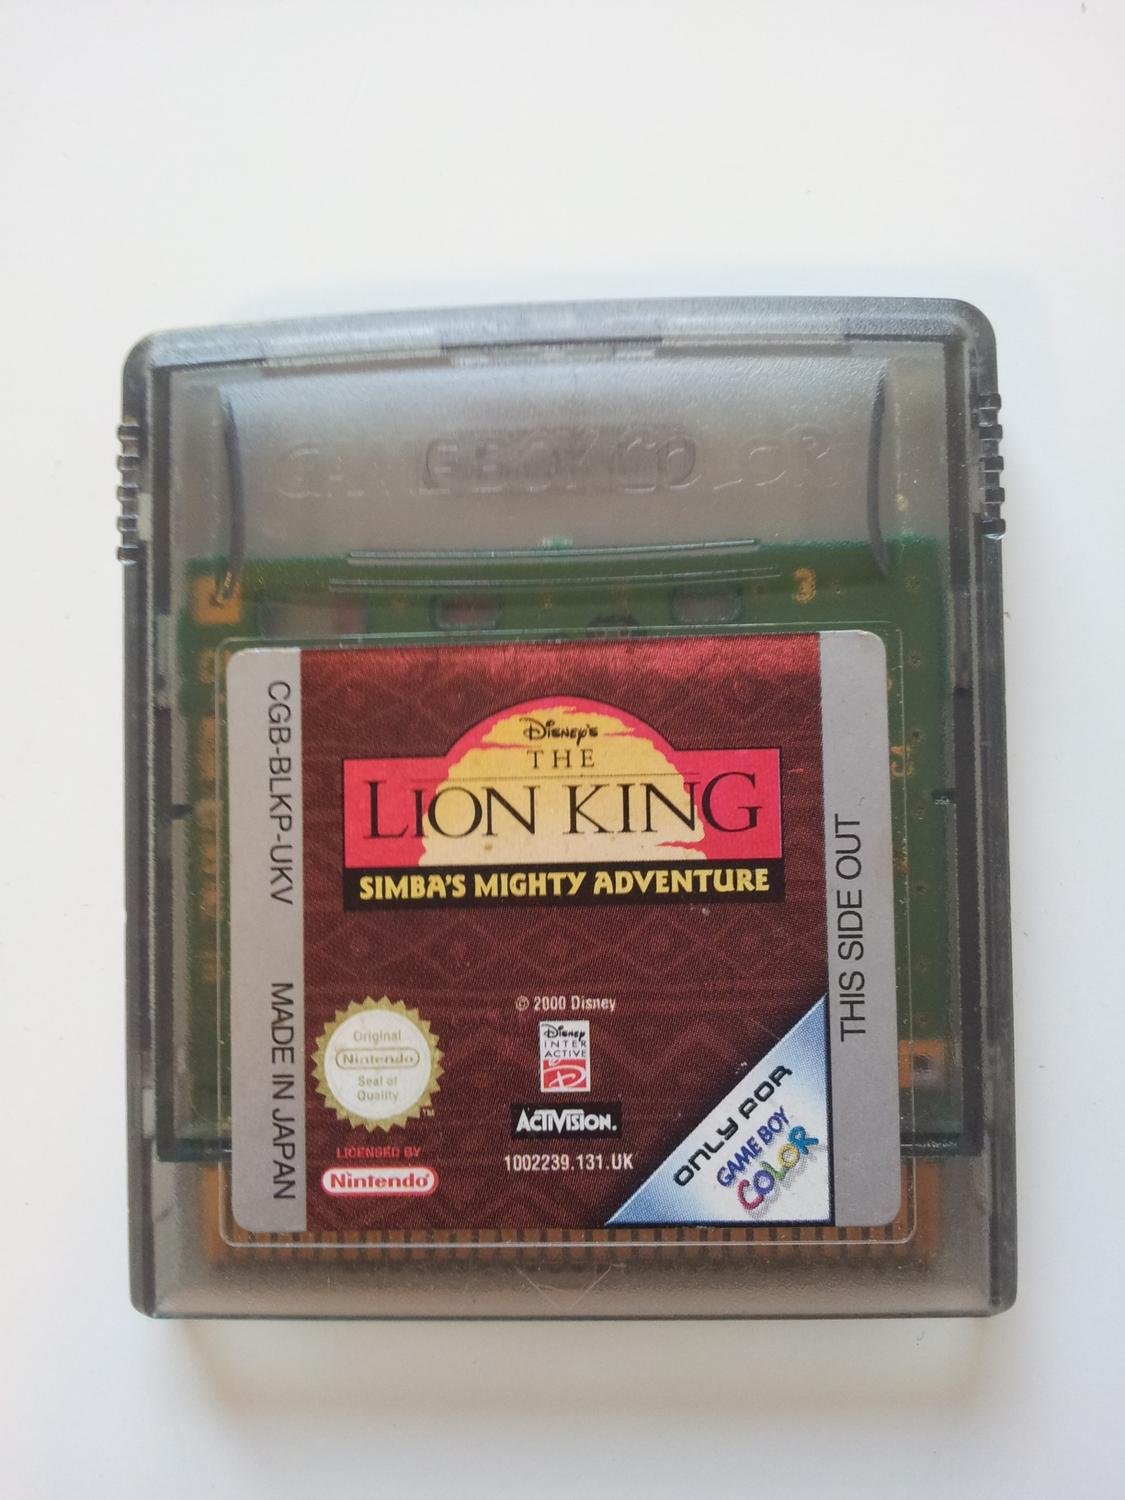 GAME BOY COLOR
Disney's
THE
LION KING
SIMBA'S MIGHTY ADVENTURE
CGB-BLKP-UKV MADE IN JAPAN
THIS SIDE OUT
© 2000 Disney
Disney
INTER
ACTIVE
ACTIVISION.
1002239.131.UK
Original
Nintendo
Seal of
Quality
TM
LICENSED BY
Nintendo
ONLY FOR
GAME BOY
COLOR